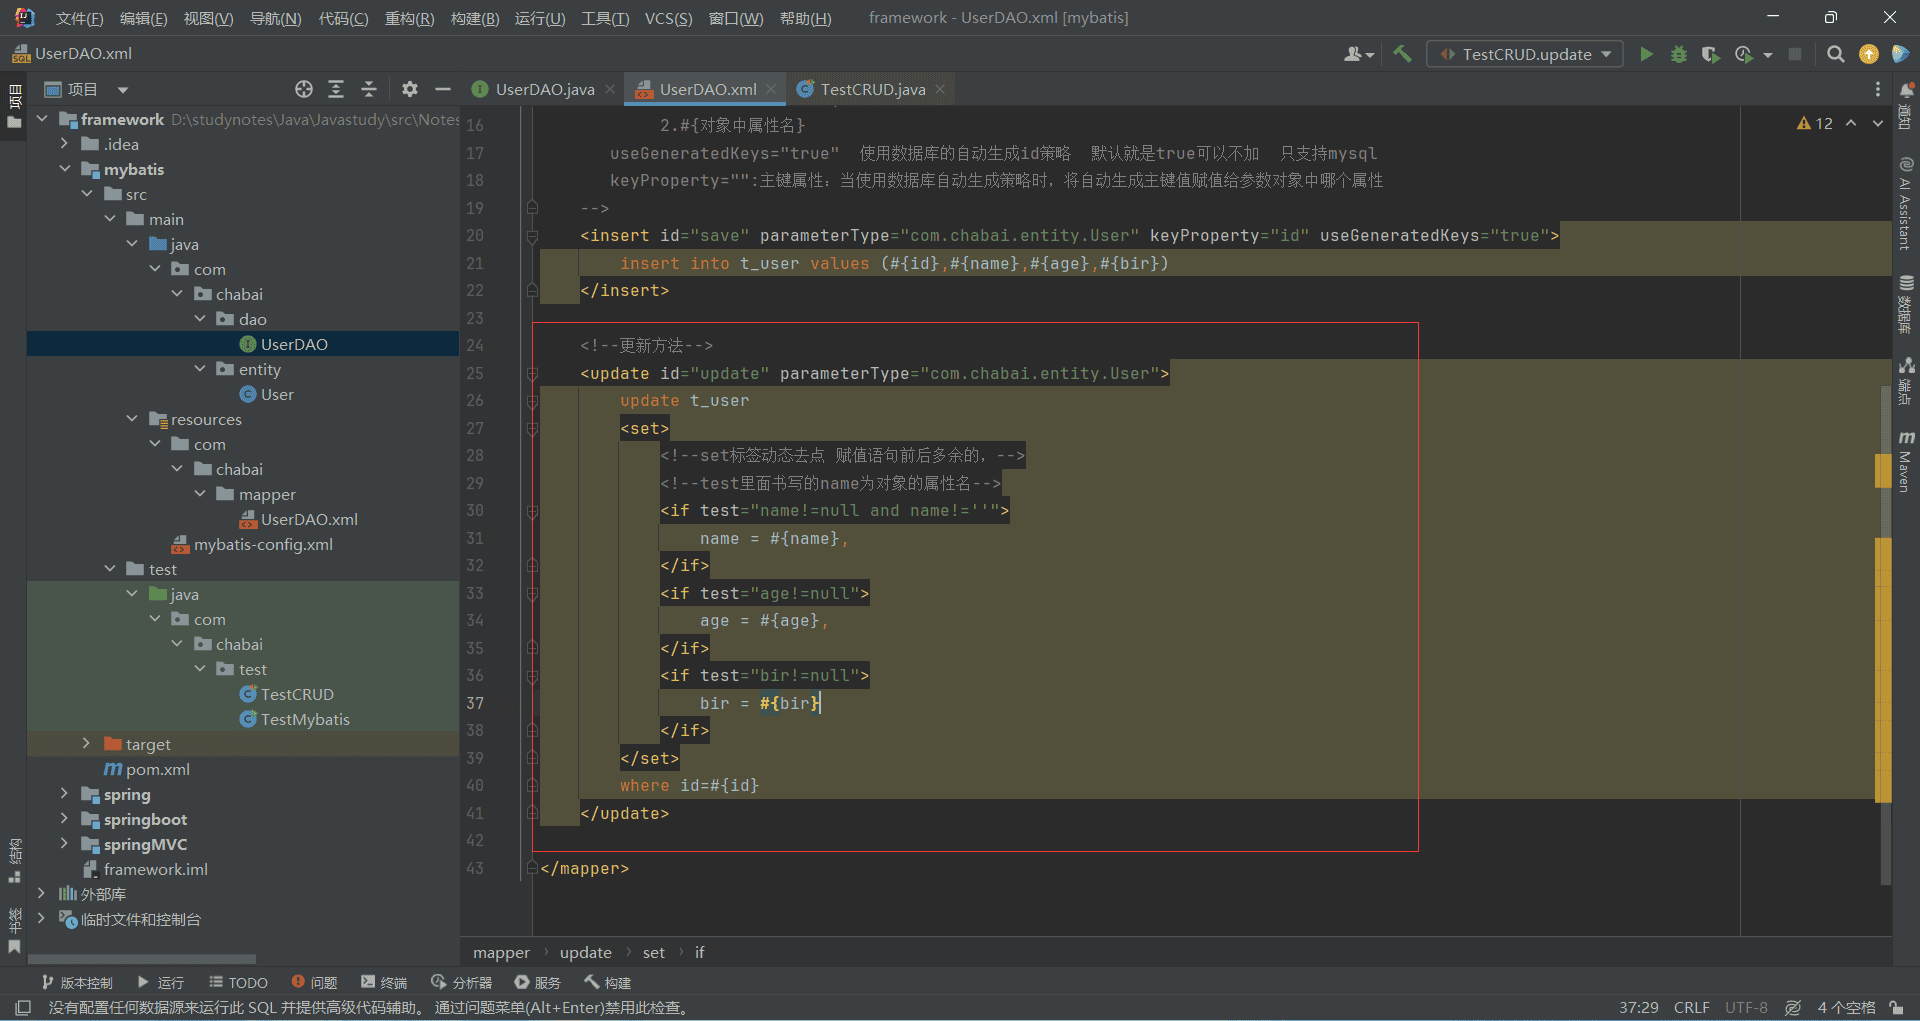 文件(F) 编辑(E) 视图(V) 导航(N) 代码(C) 重构(R) 构建(B) 运行(U) 工具(T) VCS(S) 窗口(W) 帮助(H) framework - UserDAO.xml [mybatis]
UserDAO.xml TestCRUD.update
项目
项目
UserDAO.java UserDAO.xml TestCRUD.java
framework D:\studynotes\Java\Javastudy\src\Notes
.idea
mybatis
src
main
java
com
chabai
dao
UserDAO
entity
User
resources
com
chabai
mapper
UserDAO.xml
mybatis-config.xml
test
java
com
chabai
test
TestCRUD
TestMybatis
target
pom.xml
spring
springboot
springMVC
framework.iml
外部库
临时文件和控制台
结构
书签
12
16 2.#{对象中属性名}
17 useGeneratedKeys="true" 使用数据库的自动生成id策略 默认就是true可以不加 只支持mysql
18 keyProperty="":主键属性：当使用数据库自动生成策略时，将自动生成主键值赋值给参数对象中哪个属性
19 -->
20 <insert id="save" parameterType="com.chabai.entity.User" keyProperty="id" useGeneratedKeys="true">
21 insert into t_user values (#{id},#{name},#{age},#{bir})
22 </insert>
23
24 <!--更新方法-->
25 <update id="update" parameterType="com.chabai.entity.User">
26 update t_user
27 <set>
28 <!--set标签动态去点 赋值语句前后多余的，-->
29 <!--test里面书写的name为对象的属性名-->
30 <if test="name!=null and name!=''">
31 name = #{name},
32 </if>
33 <if test="age!=null">
34 age = #{age},
35 </if>
36 <if test="bir!=null">
37 bir = #{bir}
38 </if>
39 </set>
40 where id=#{id}
41 </update>
42
43 </mapper>
mapper update set if
通知
AI Assistant
数据库
端点
Maven
版本控制 运行 TODO 问题 终端 分析器 服务 构建
没有配置任何数据源来运行此 SQL 并提供高级代码辅助。 通过问题菜单(Alt+Enter)禁用此检查。 37:29 CRLF UTF-8 4 个空格